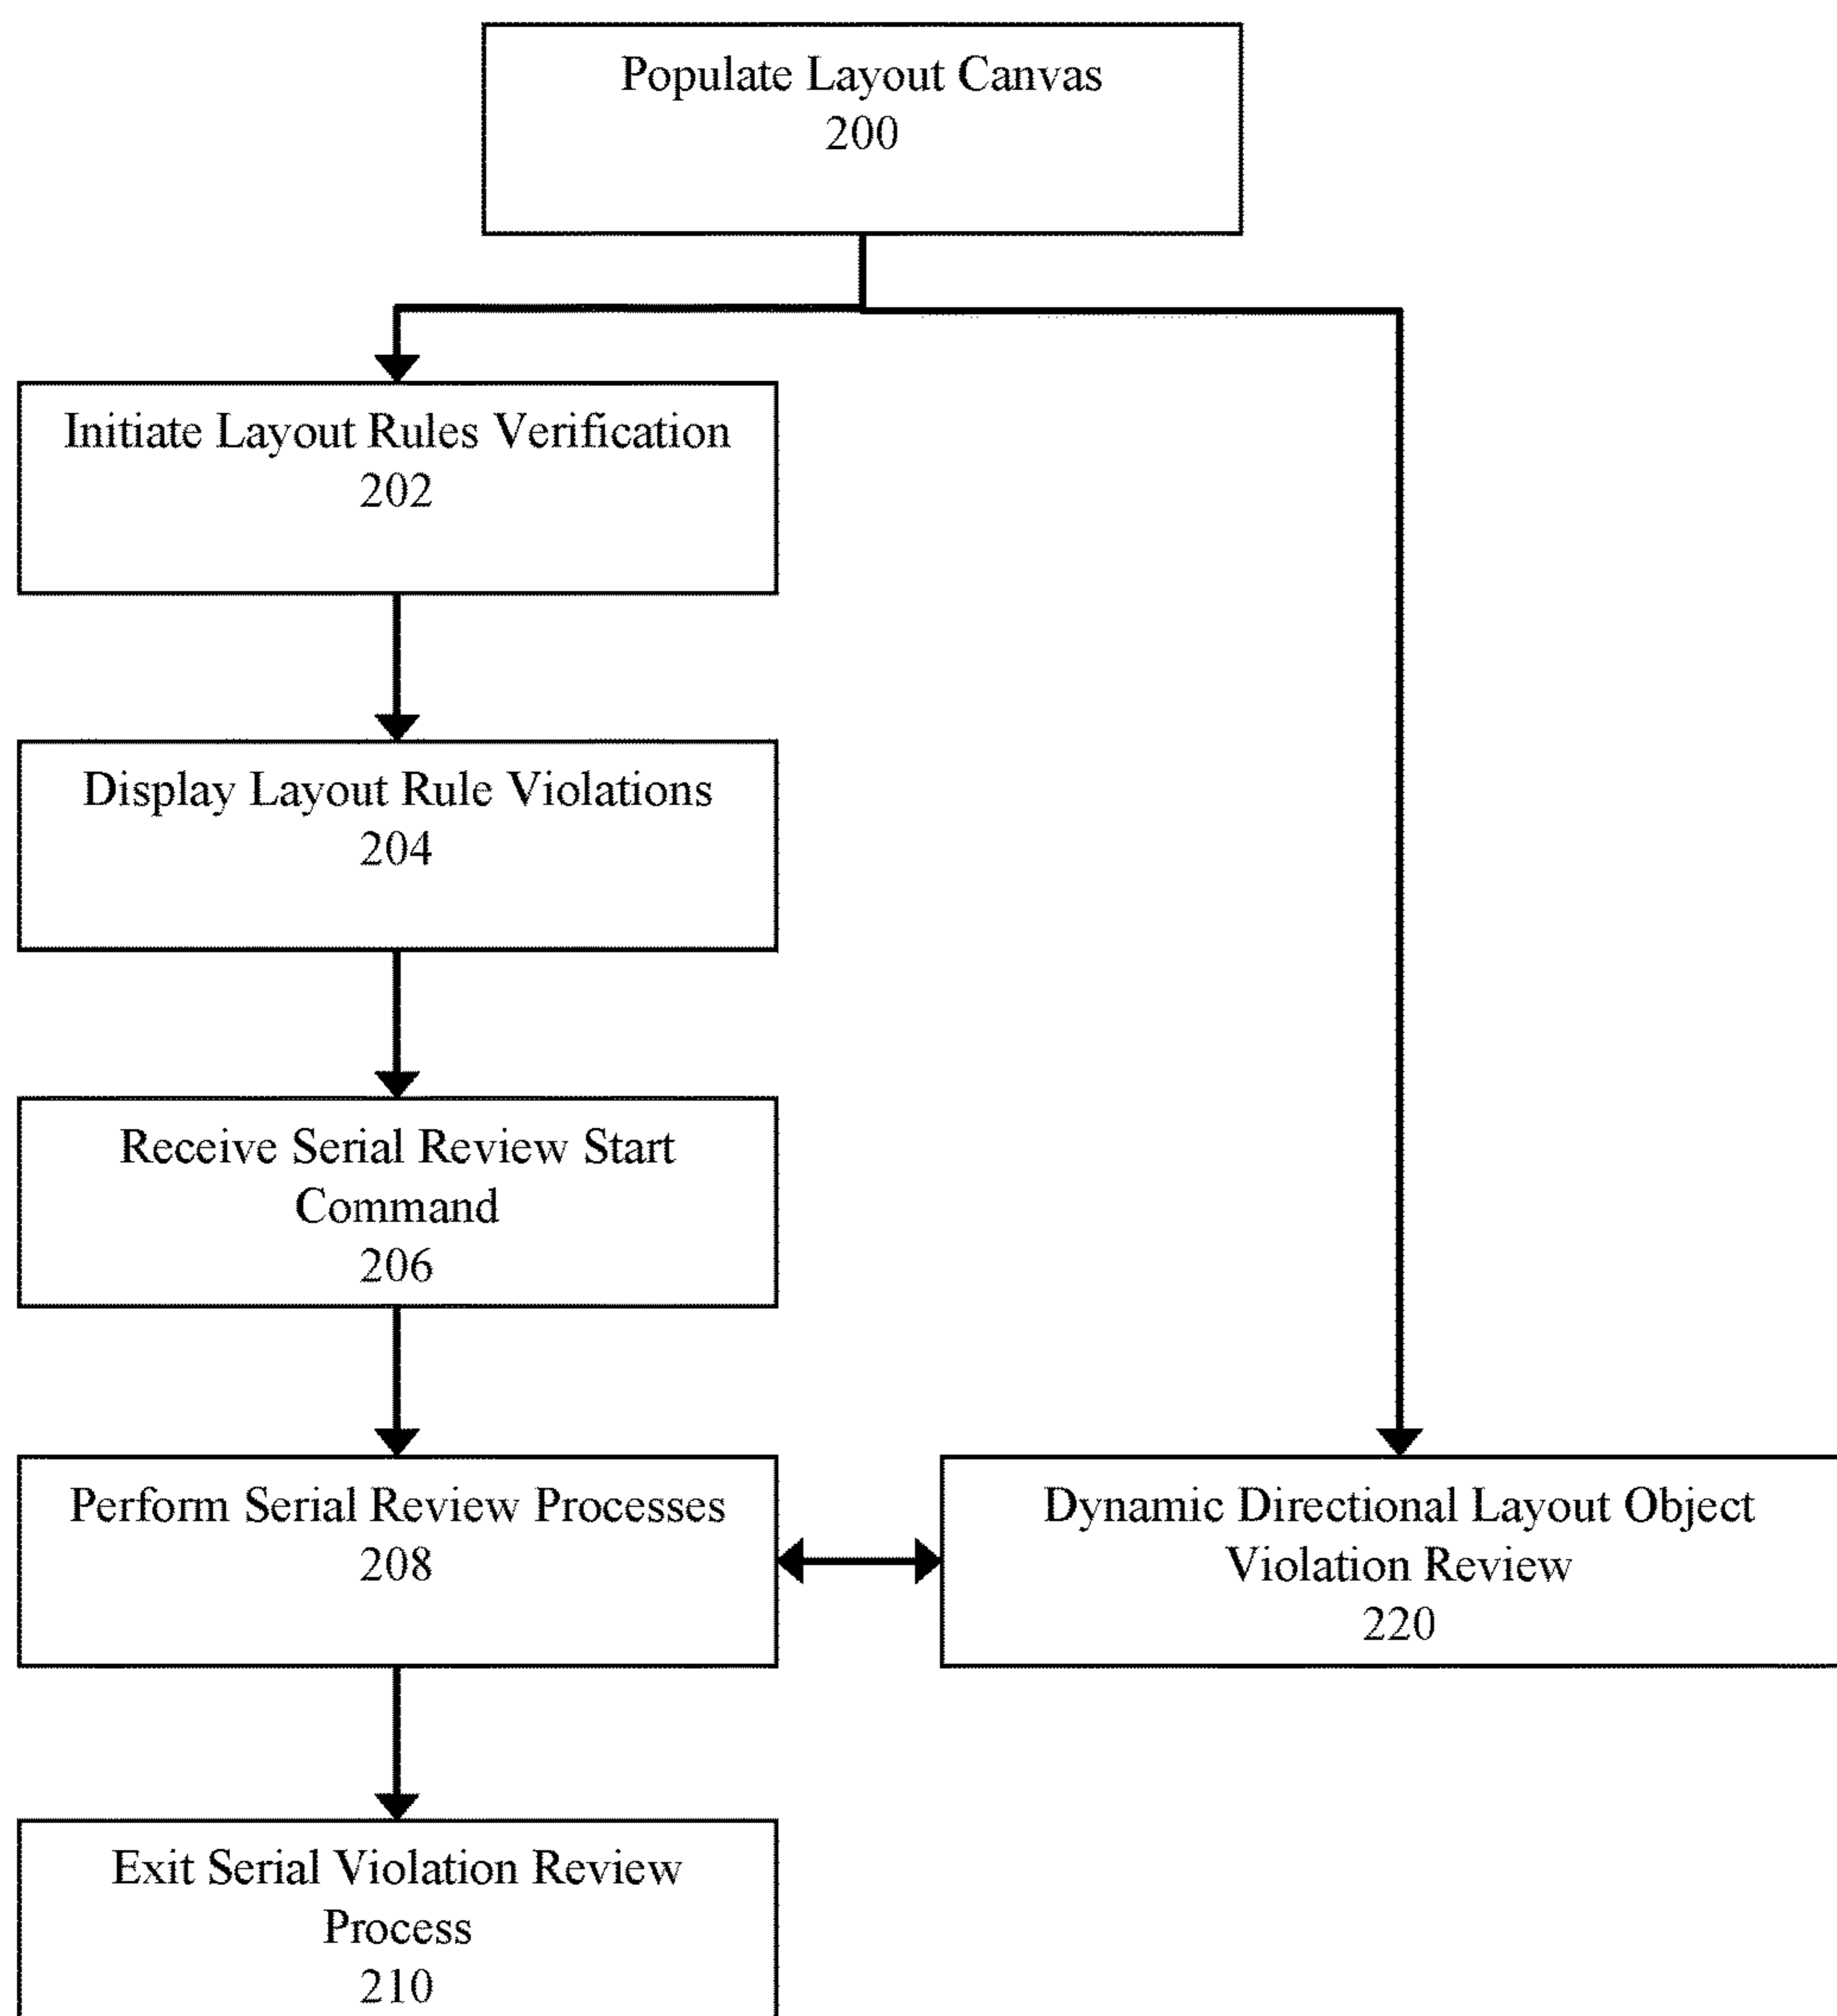 Populate Layout Canvas
200
Initiate Layout Rules Verification
202
Display Layout Rule Violations
204
Receive Serial Review Start
Command
206
Perform Serial Review Processes
208
Dynamic Directional Layout Object
Violation Review
220
Exit Serial Violation Review
Process
210